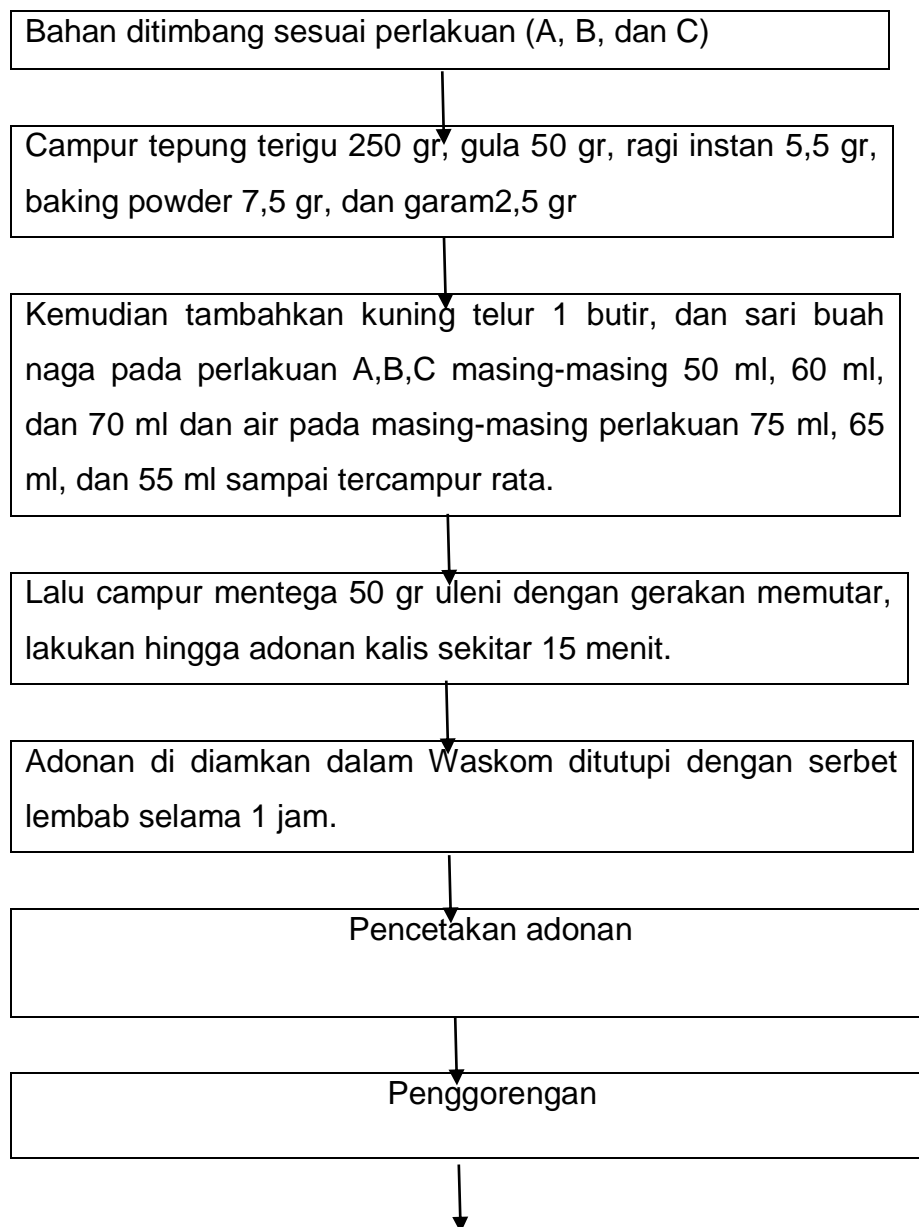 Bahan ditimbang sesuai perlakuan (A, B, dan C)
Campur tepung terigu 250 gr, gula 50 gr, ragi instan 5,5 gr,
baking powder 7,5 gr, dan garam2,5 gr
Kemudian tambahkan kuning telur 1 butir, dan sari buah
naga pada perlakuan A,B,C masing-masing 50 ml, 60 ml,
dan 70 ml dan air pada masing-masing perlakuan 75 ml, 65
ml, dan 55 ml sampai tercampur rata.
Lalu campur mentega 50 gr uleni dengan gerakan memutar,
lakukan hingga adonan kalis sekitar 15 menit.
Adonan di diamkan dalam Waskom ditutupi dengan serbet
lembab selama 1 jam.
Pencetakan adonan
Penggorengan